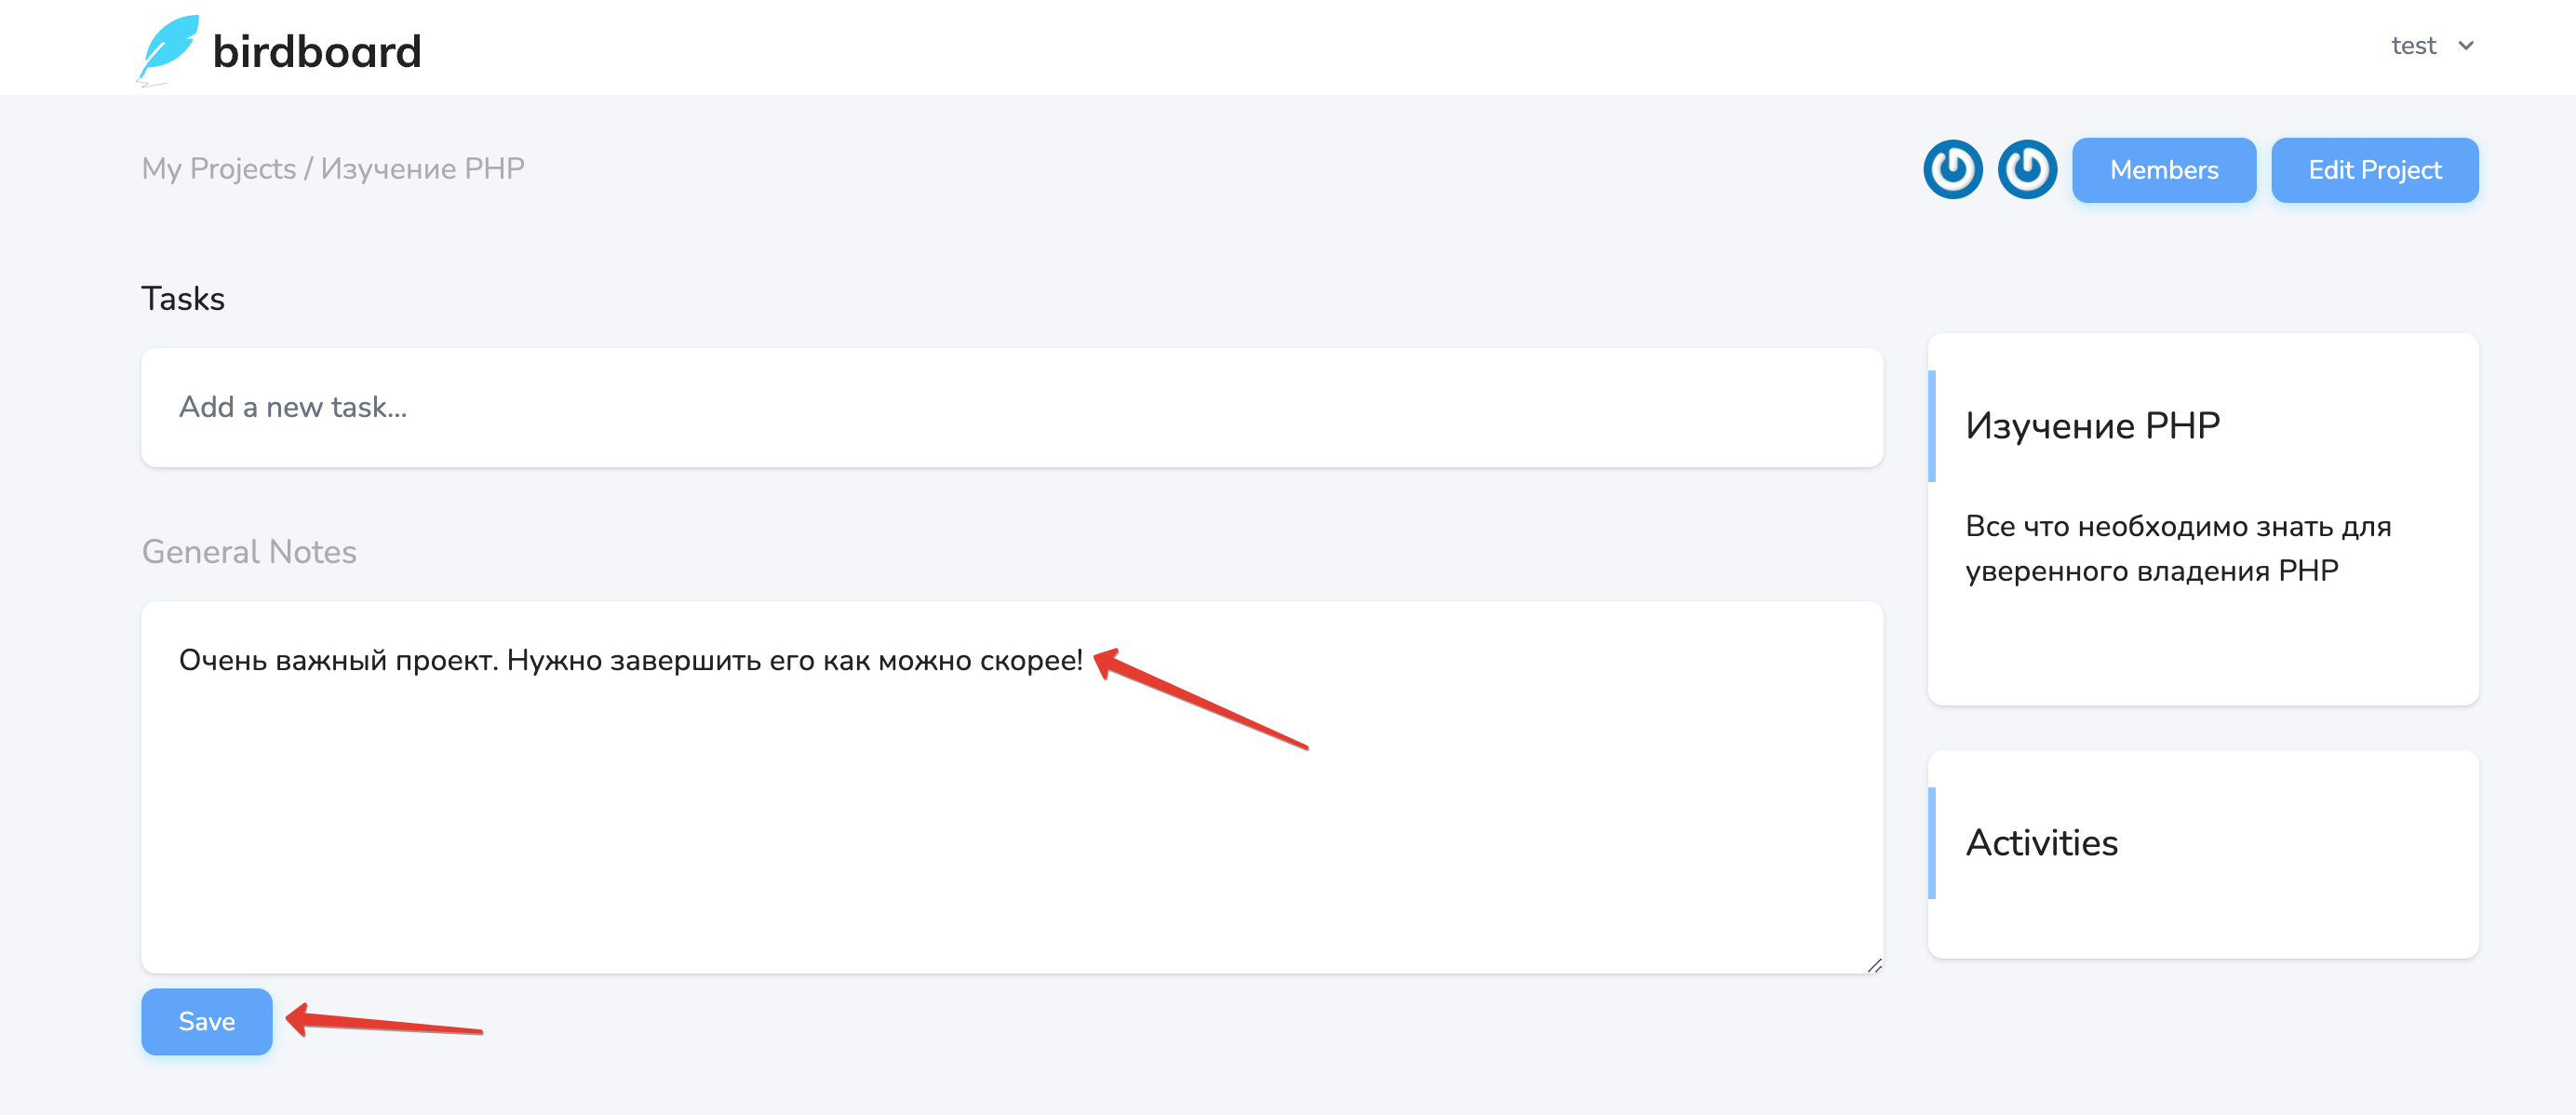 birdboard
test
My Projects / Изучение PHP
Members
Edit Project
Tasks
Add a new task...
General Notes
Очень важный проект. Нужно завершить его как можно скорее!
Save
Изучение PHP
Все что необходимо знать для
уверенного владения PHP
Activities